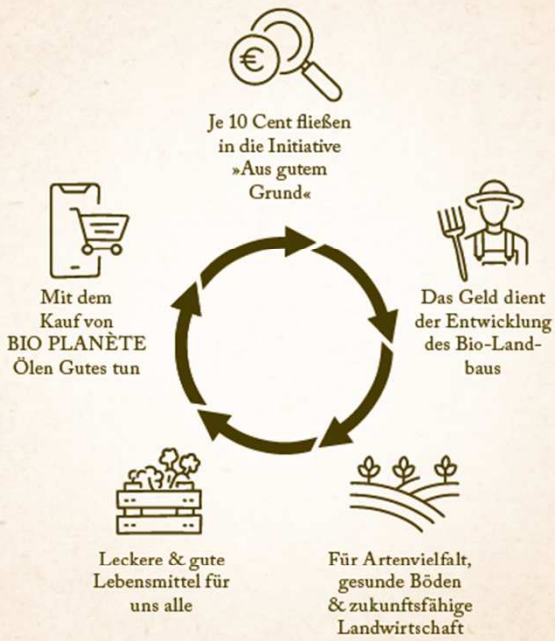 €
Je 10 Cent fließen
in die Initiative
»Aus gutem
Grund«
Das Geld dient
der Entwicklung
des Bio-Land-
baus
Für Artenvielfalt,
gesunde Böden
& zukunftsfähige
Landwirtschaft
Leckere & gute
Lebensmittel für
uns alle
Mit dem
Kauf von
BIO PLANÈTE
Ölen Gutes tun